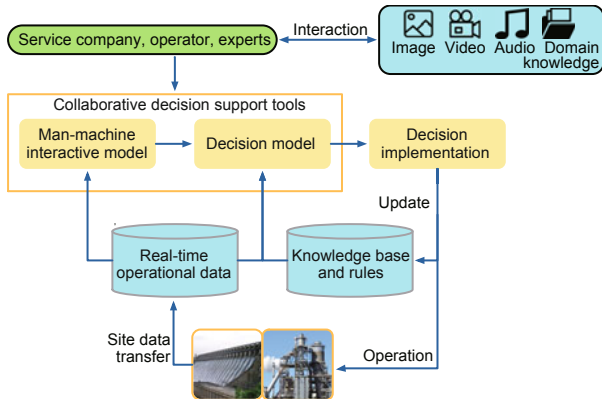 Service company, operator, experts
Interaction
Image Video Audio Domain
knowledge
Collaborative decision support tools
Man-machine
interactive model
Decision model
Decision
implementation
Update
Real-time
operational data
Knowledge base
and rules
Site data
transfer
Operation